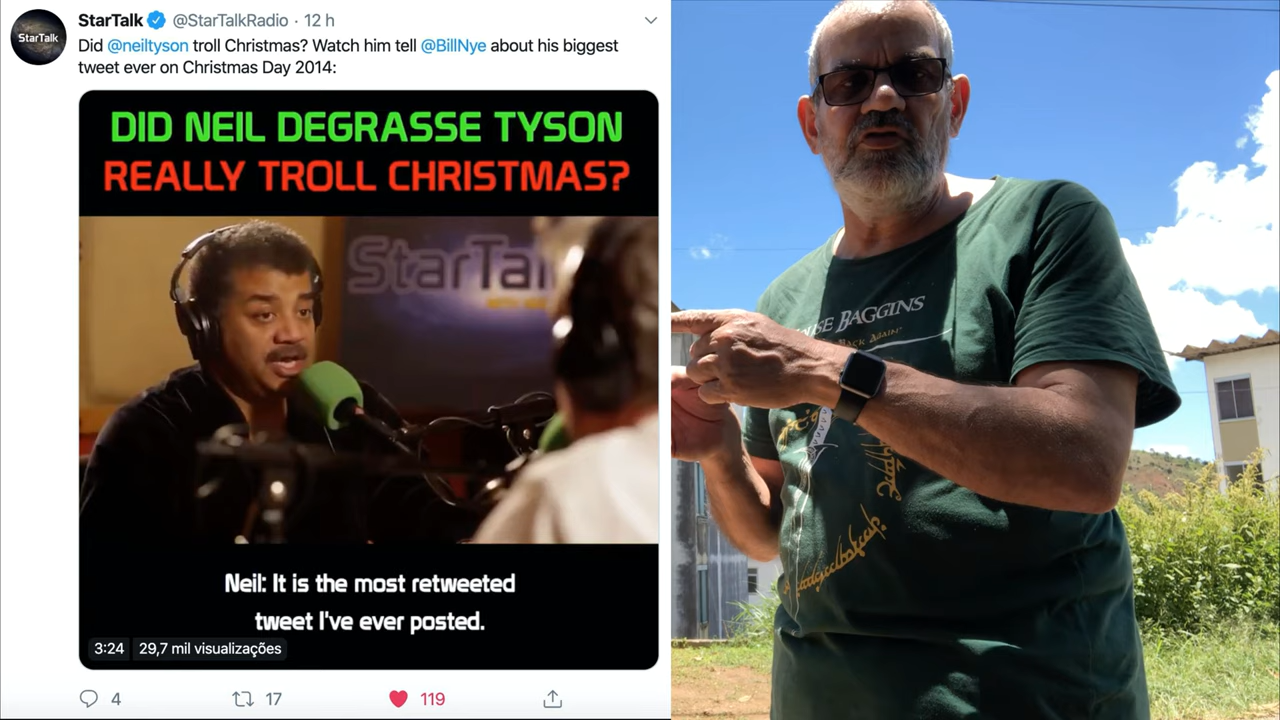 StarTalk @StarTalkRadio · 12 h
StarTalk
Did @neiltyson troll Christmas? Watch him tell @BillNye about his biggest
tweet ever on Christmas Day 2014:
DID NEIL DEGRASSE TYSON
REALLY TROLL CHRISTMAS?
StarTal
Neil: It is the most retweeted
tweet I've ever posted.
3:24 29,7 mil visualizações
4 17 119
BAGGINS
BACK AGAIN"